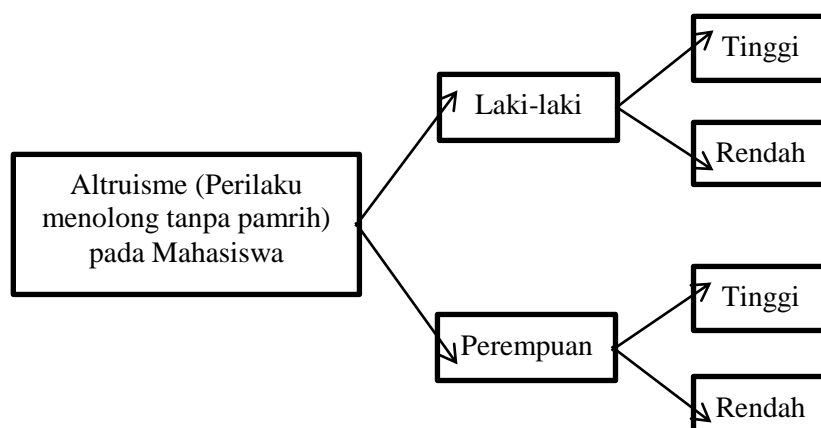 Altruisme (Perilaku
menolong tanpa pamrih)
pada Mahasiswa
Laki-laki
Tinggi
Rendah
Perempuan
Tinggi
Rendah